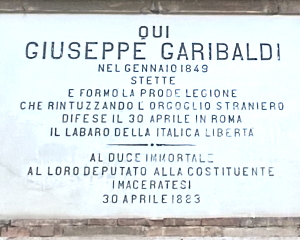 QUI
GIUSEPPE GARIBALDI
NEL GENNAIO 1849
STETTE
E FORMO LA PRODE LEGIONE
CHE RINTUZZANDO L'ORGOGLIO STRANIERO
DIFESE IL 30 APRILE IN ROMA
IL LABARO DELLA ITALICA LIBERTÀ
AL DUCE IMMORTALE
AL LORO DEPUTATO ALLA COSTITUENTE
I MACERATESI
30 APRILE 1883